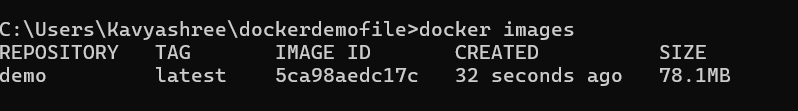 C:\Users\Kavyashree\dockerdemofile>docker images
REPOSITORY   TAG       IMAGE ID       CREATED          SIZE
demo         latest    5ca98aedc17c   32 seconds ago   78.1MB